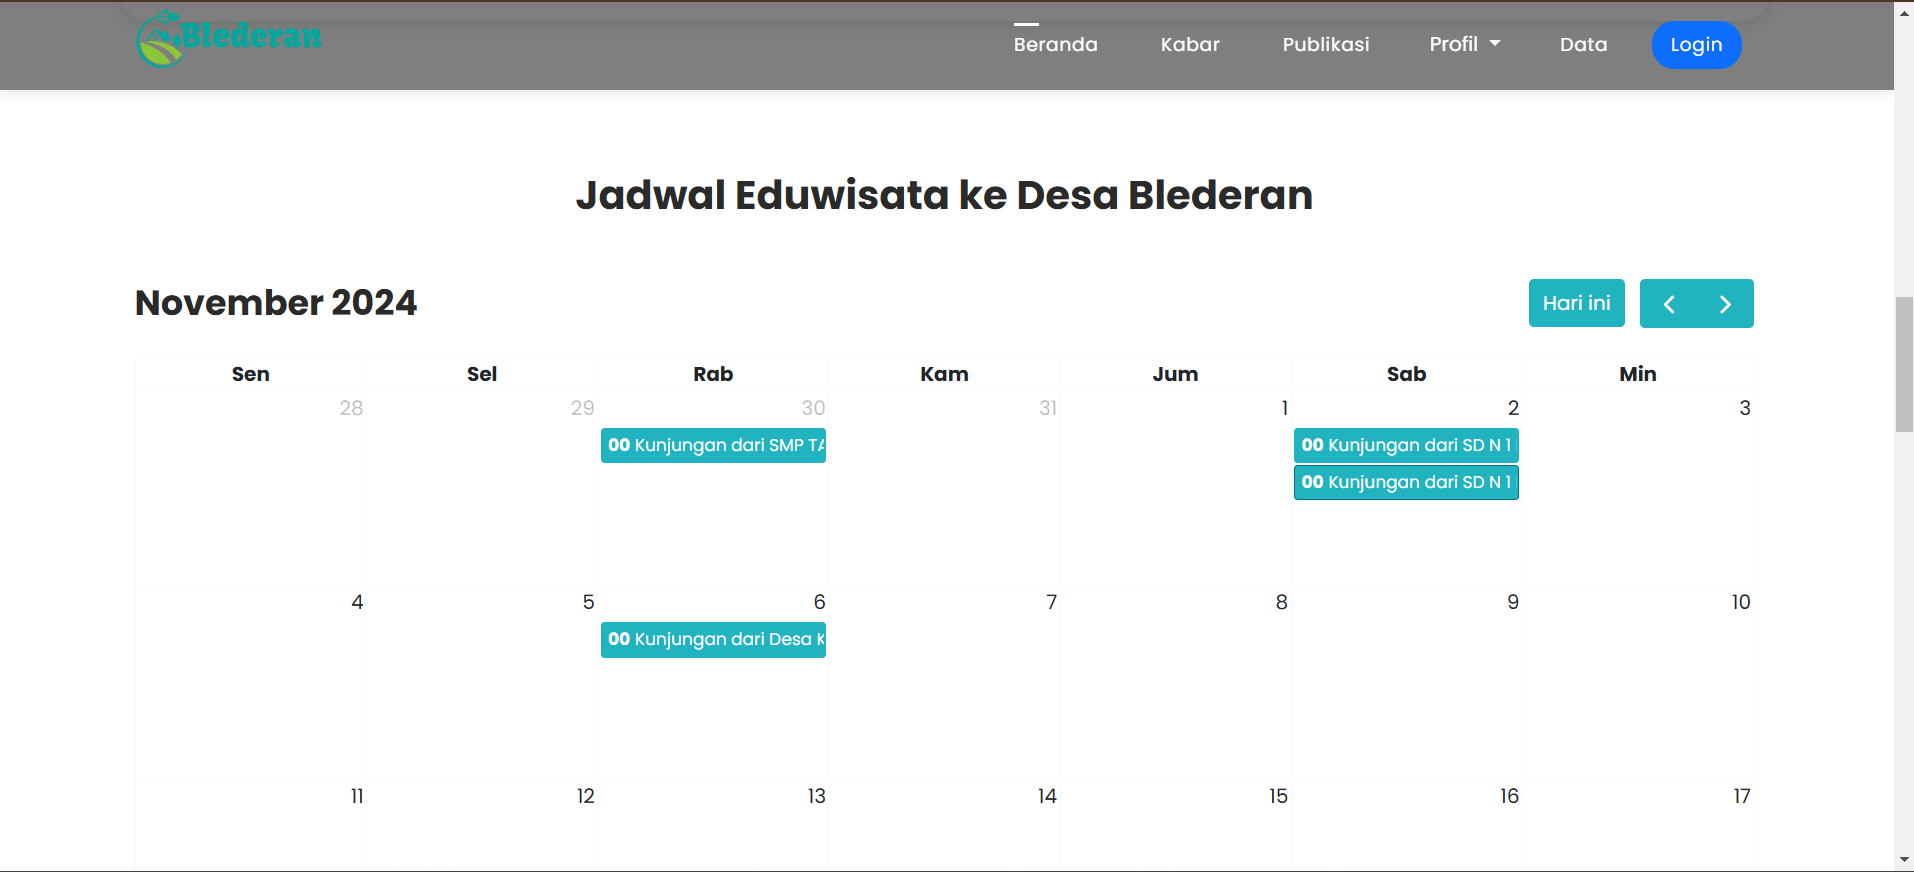 Blederan
Beranda Kabar Publikasi Profil Data Login
Jadwal Eduwisata ke Desa Blederan
November 2024 Hari ini
Sen Sel Rab Kam Jum Sab Min
28 29 30 31 1 2 3
00 Kunjungan dari SMP TA 00 Kunjungan dari SD N 1
00 Kunjungan dari SD N 1
4 5 6 7 8 9 10
00 Kunjungan dari Desa K
11 12 13 14 15 16 17